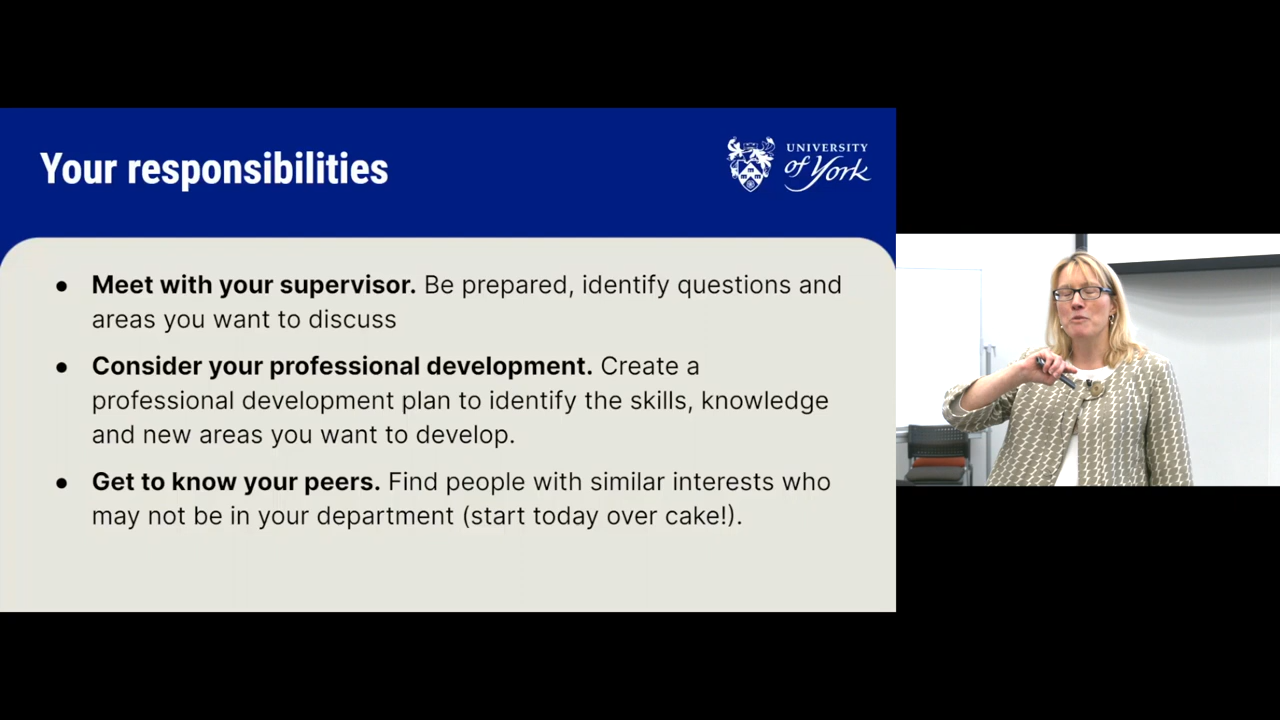 Your responsibilities
UNIVERSITY
of York
● Meet with your supervisor. Be prepared, identify questions and
areas you want to discuss
● Consider your professional development. Create a
professional development plan to identify the skills, knowledge
and new areas you want to develop.
● Get to know your peers. Find people with similar interests who
may not be in your department (start today over cake!).